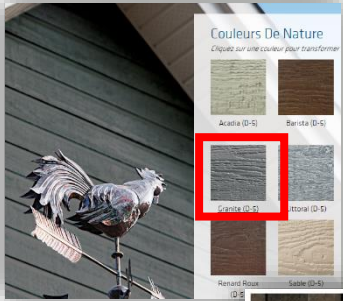 Couleurs De Nature
Cliquez sur une couleur pour transformer
Acadia (D-5)
Barista (D-5)
Granite (D-5)
Littoral (D-5)
Renard Roux
Sable (D-5)
(D-5